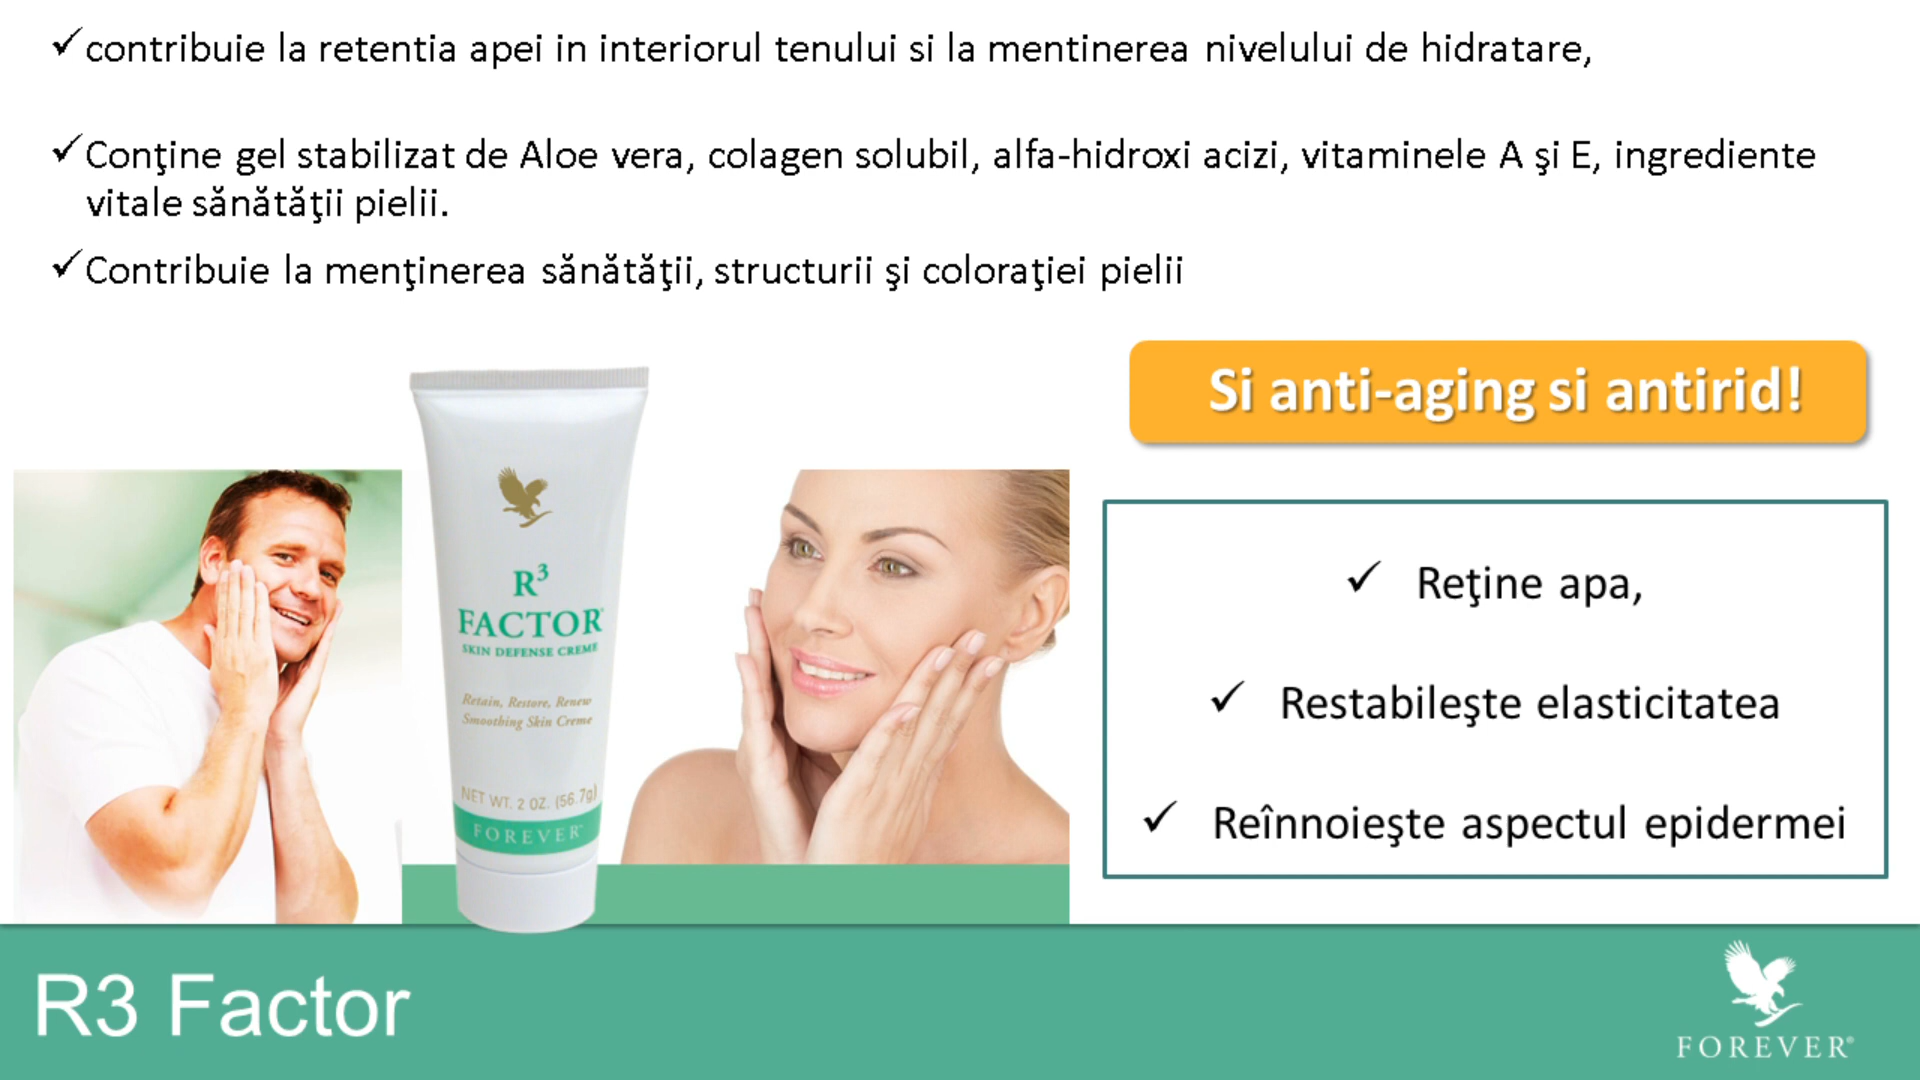 ✓contribuie la retentia apei in interiorul tenului si la mentinerea nivelului de hidratare,
✓Conţine gel stabilizat de Aloe vera, colagen solubil, alfa-hidroxi acizi, vitaminele A şi E, ingrediente
vitale sănătăţii pielii.
✓Contribuie la menţinerea sănătăţii, structurii şi coloraţiei pielii
Si anti-aging si antirid!
R³
FACTOR
SKIN DEFENSE CREME
Retain, Restore, Renew
Smoothing Skin Creme
NET WT. 2 OZ. (56.7g)
FOREVER
✓ Reţine apa,
✓ Restabileşte elasticitatea
✓ Reînnoieşte aspectul epidermei
R3 Factor
FOREVER®